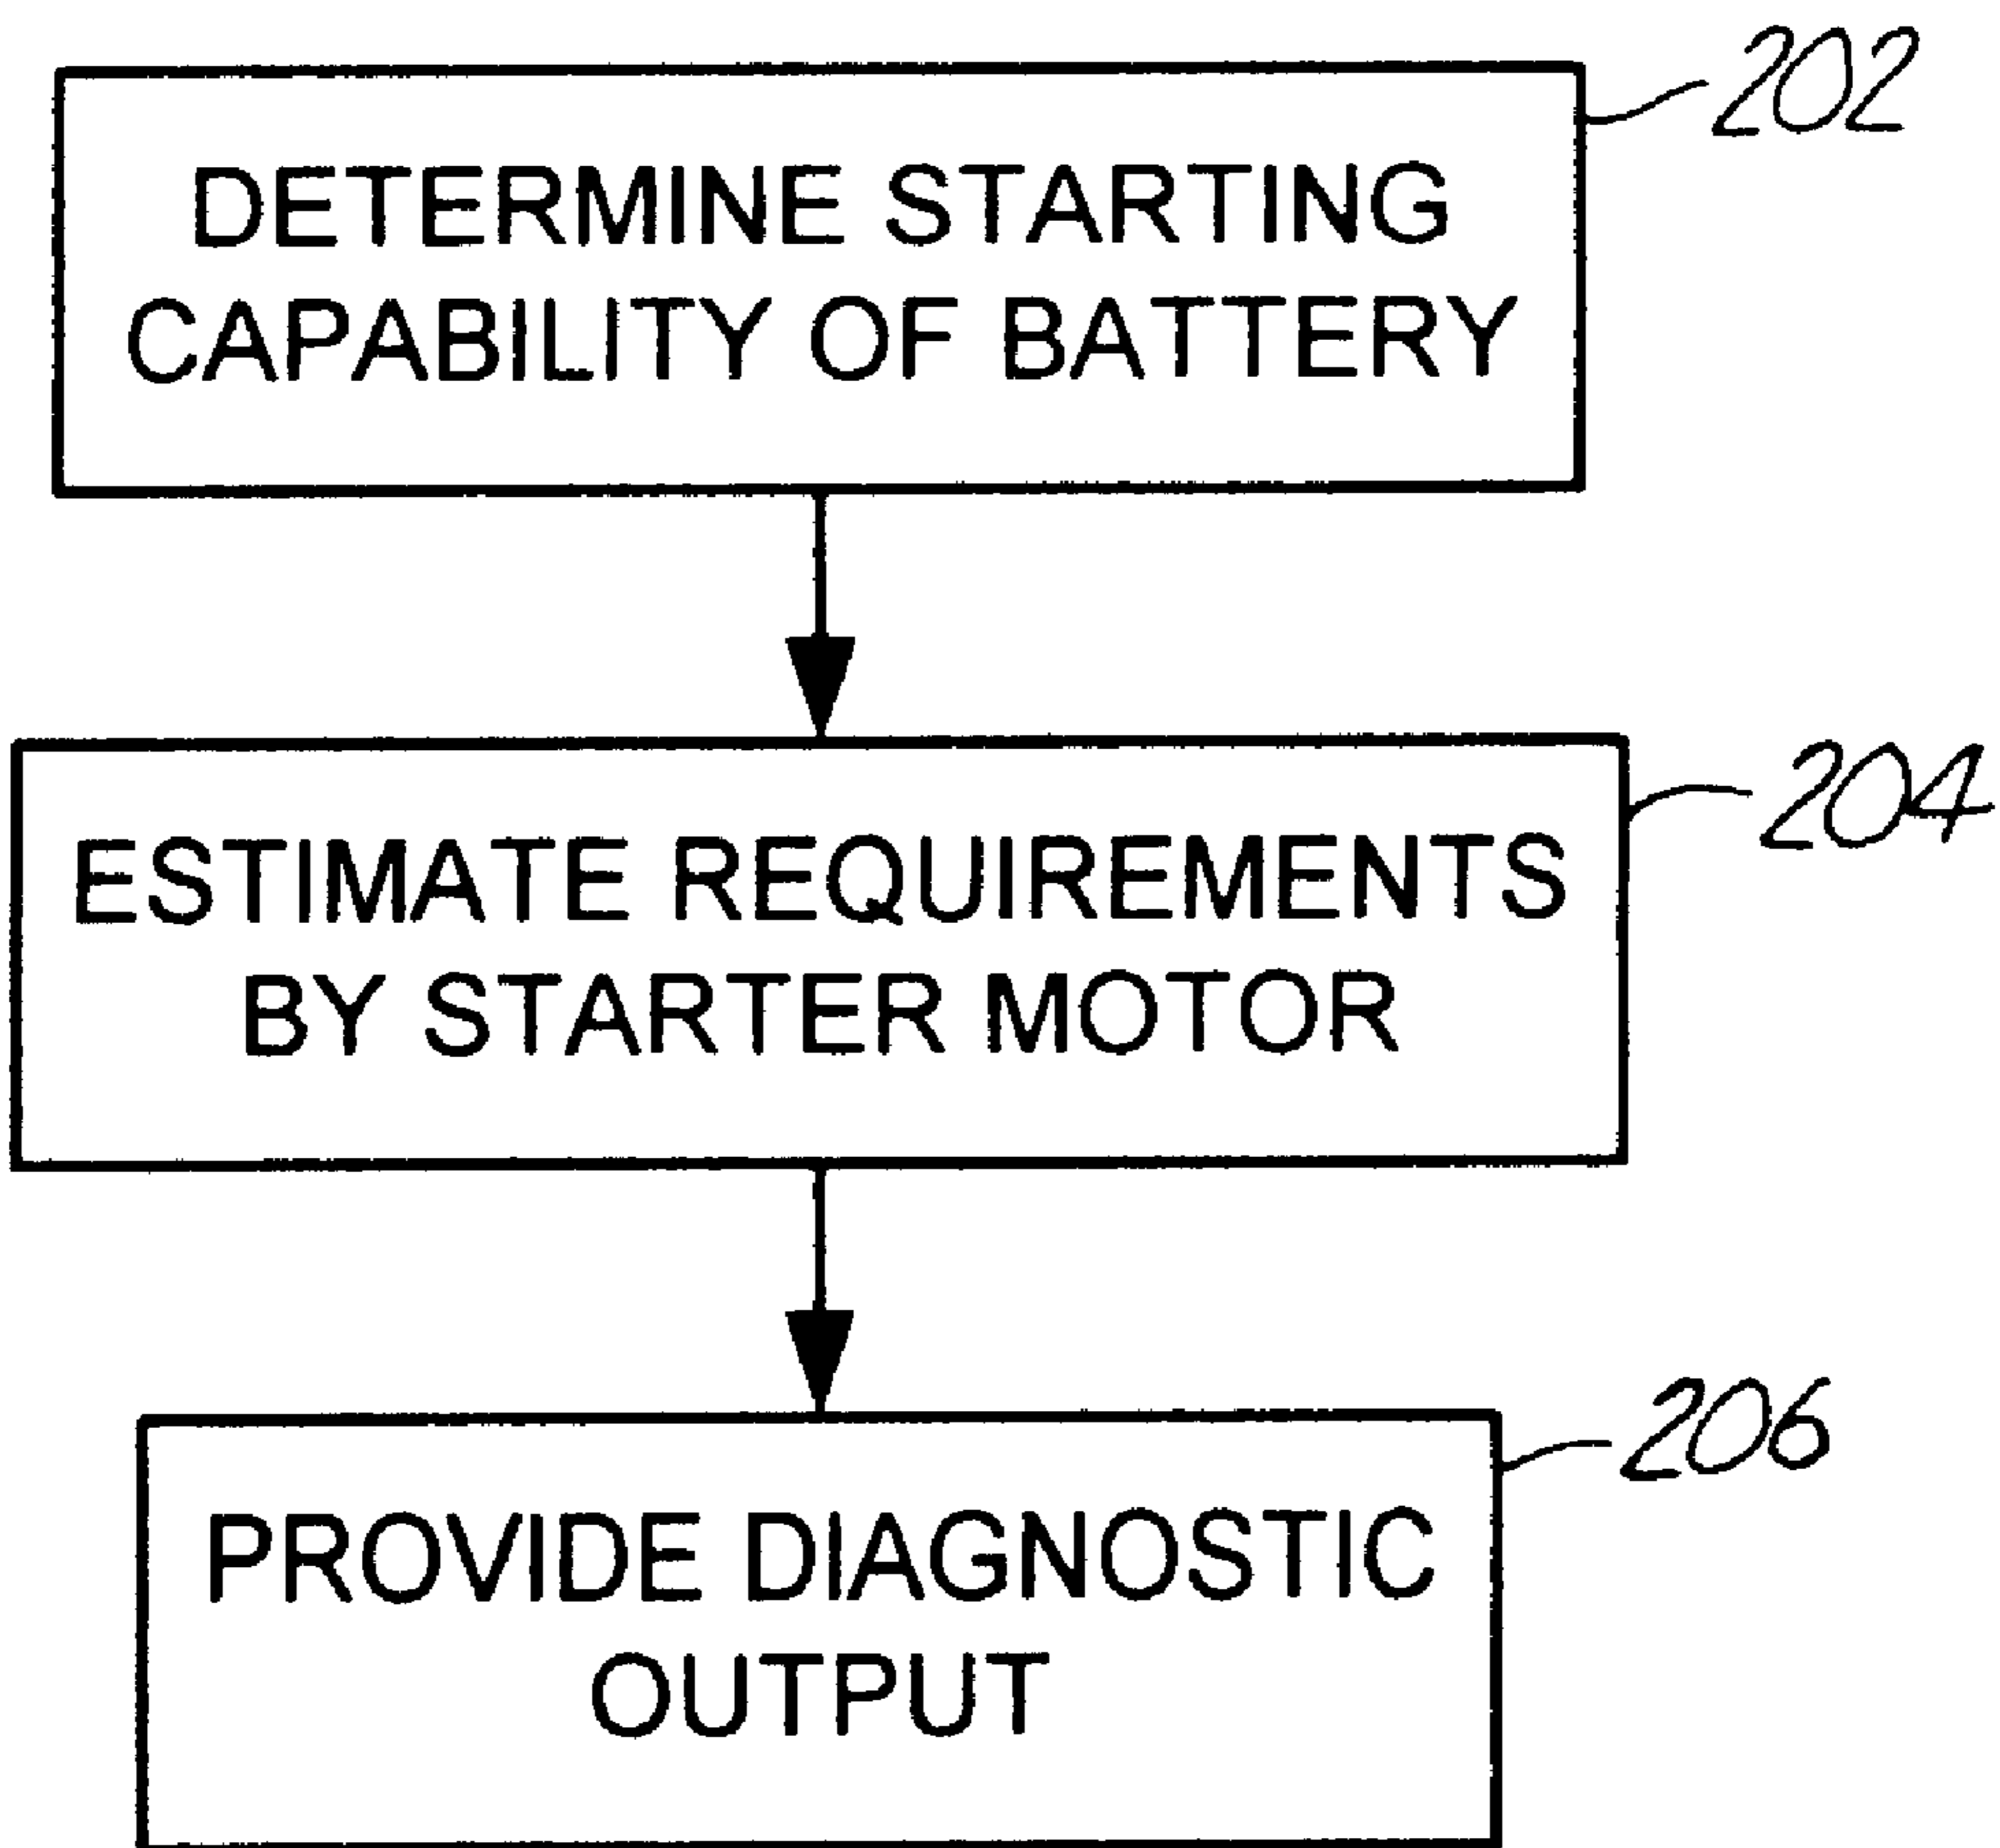 202
DETERMINE STARTING
CAPABILITY OF BATTERY
204
ESTIMATE REQUIREMENTS
BY STARTER MOTOR
206
PROVIDE DIAGNOSTIC
OUTPUT